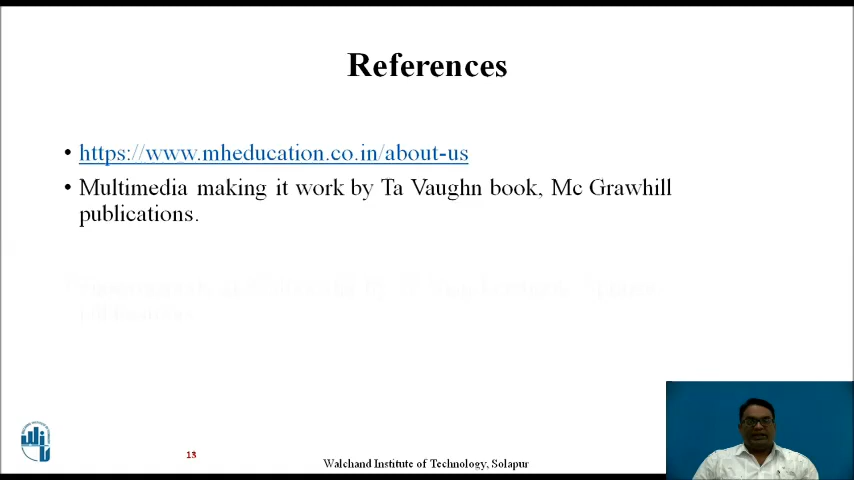 References
• https://www.mheducation.co.in/about-us
• Multimedia making it work by Ta Vaughn book, Mc Grawhill
publications.
13
Walchand Institute of Technology, Solapur